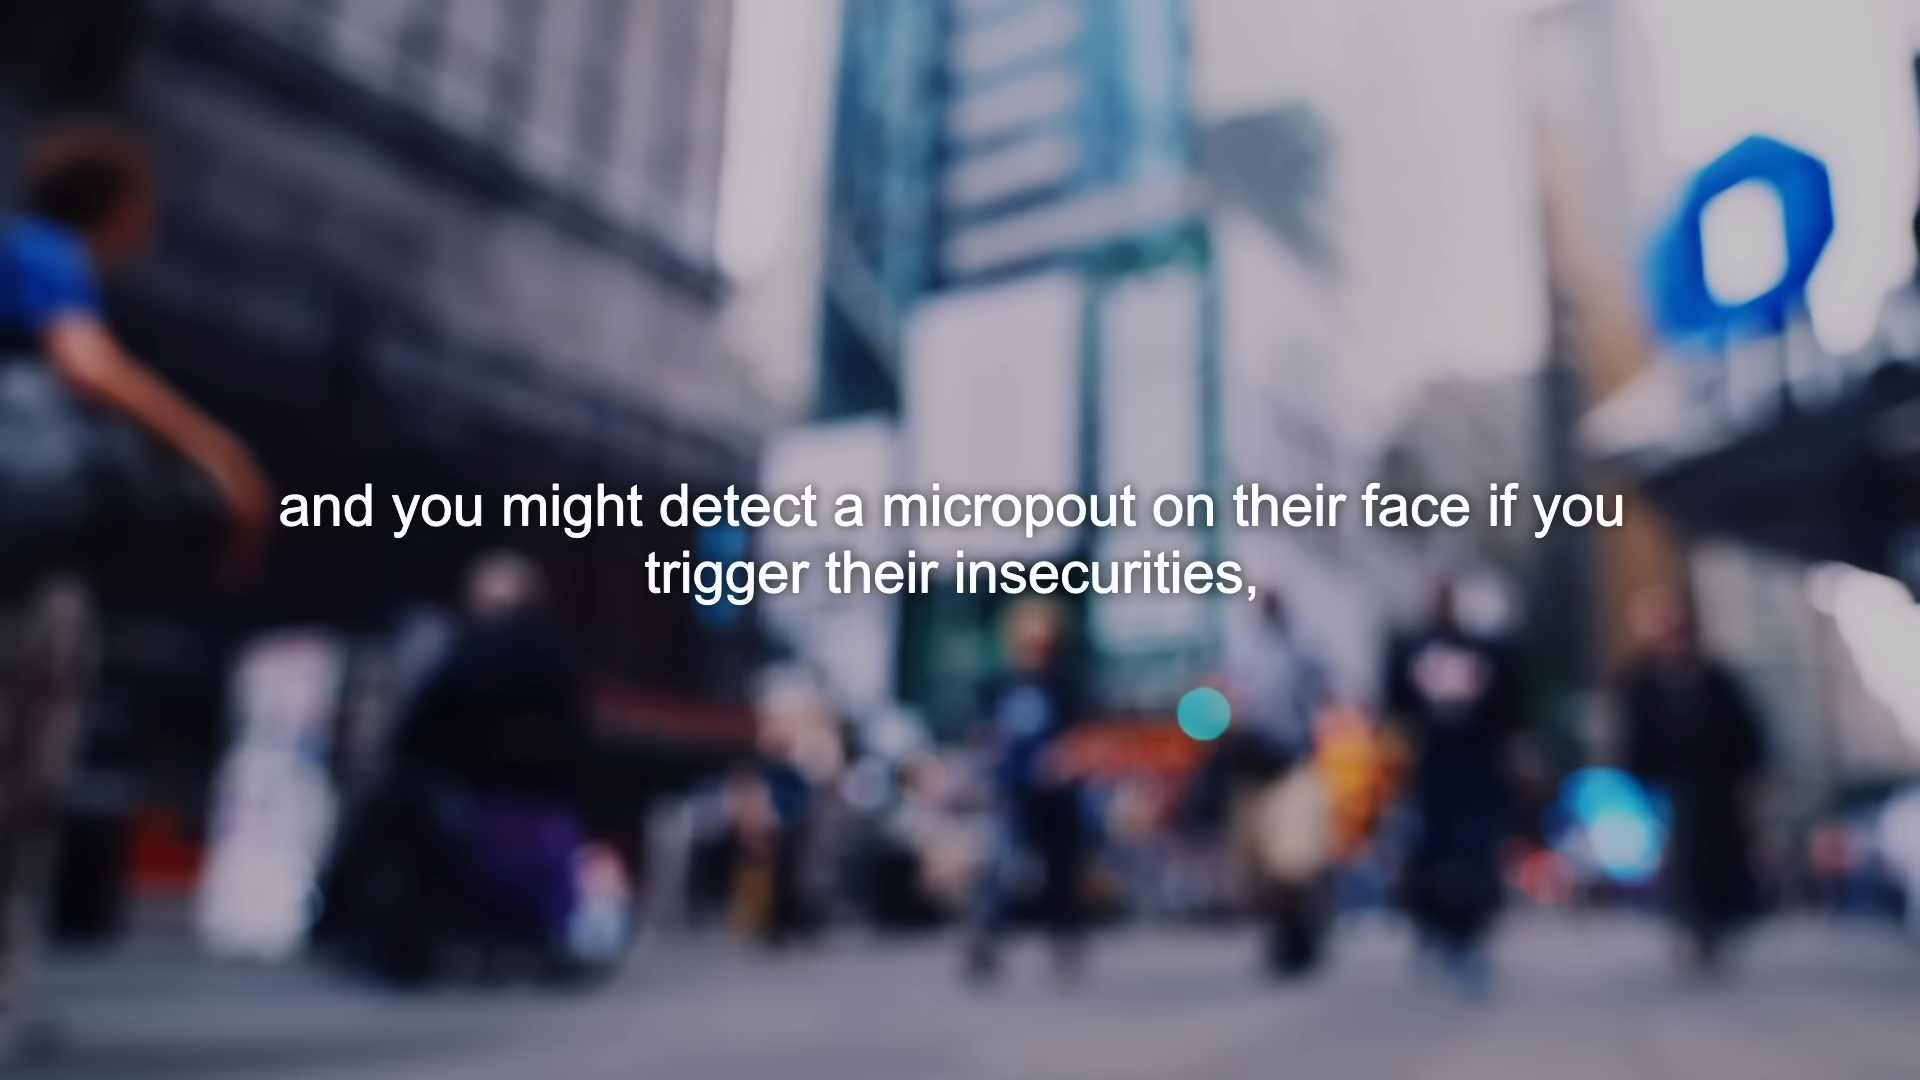 and you might detect a micropout on their face if you
trigger their insecurities,